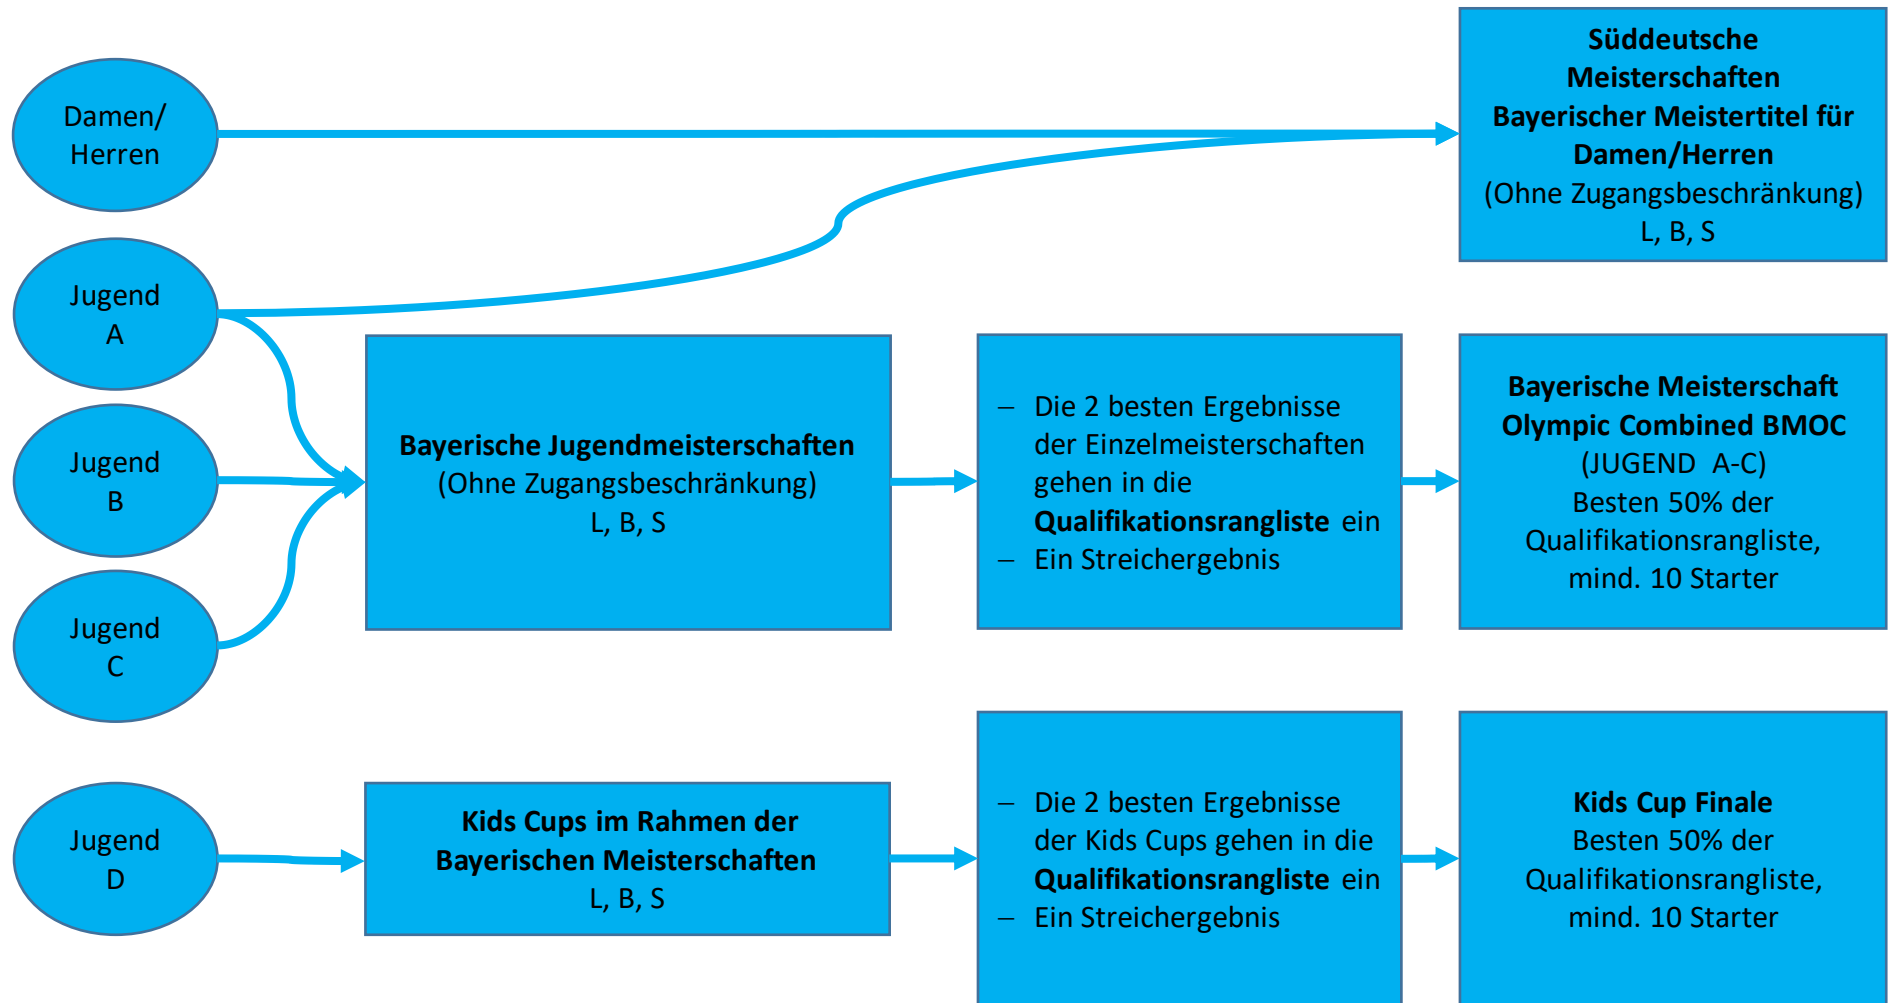 Damen/
Herren
Süddeutsche
Meisterschaften
Bayerischer Meistertitel für
Damen/Herren
(Ohne Zugangsbeschränkung)
L, B, S
Jugend
A
Jugend
B
Jugend
C
Bayerische Jugendmeisterschaften
(Ohne Zugangsbeschränkung)
L, B, S
– Die 2 besten Ergebnisse
der Einzelmeisterschaften
gehen in die
Qualifikationsrangliste ein
– Ein Streichergebnis
Bayerische Meisterschaft
Olympic Combined BMOC
(JUGEND A-C)
Besten 50% der
Qualifikationsrangliste,
mind. 10 Starter
Jugend
D
Kids Cups im Rahmen der
Bayerischen Meisterschaften
L, B, S
– Die 2 besten Ergebnisse
der Kids Cups gehen in die
Qualifikationsrangliste ein
– Ein Streichergebnis
Kids Cup Finale
Besten 50% der
Qualifikationsrangliste,
mind. 10 Starter